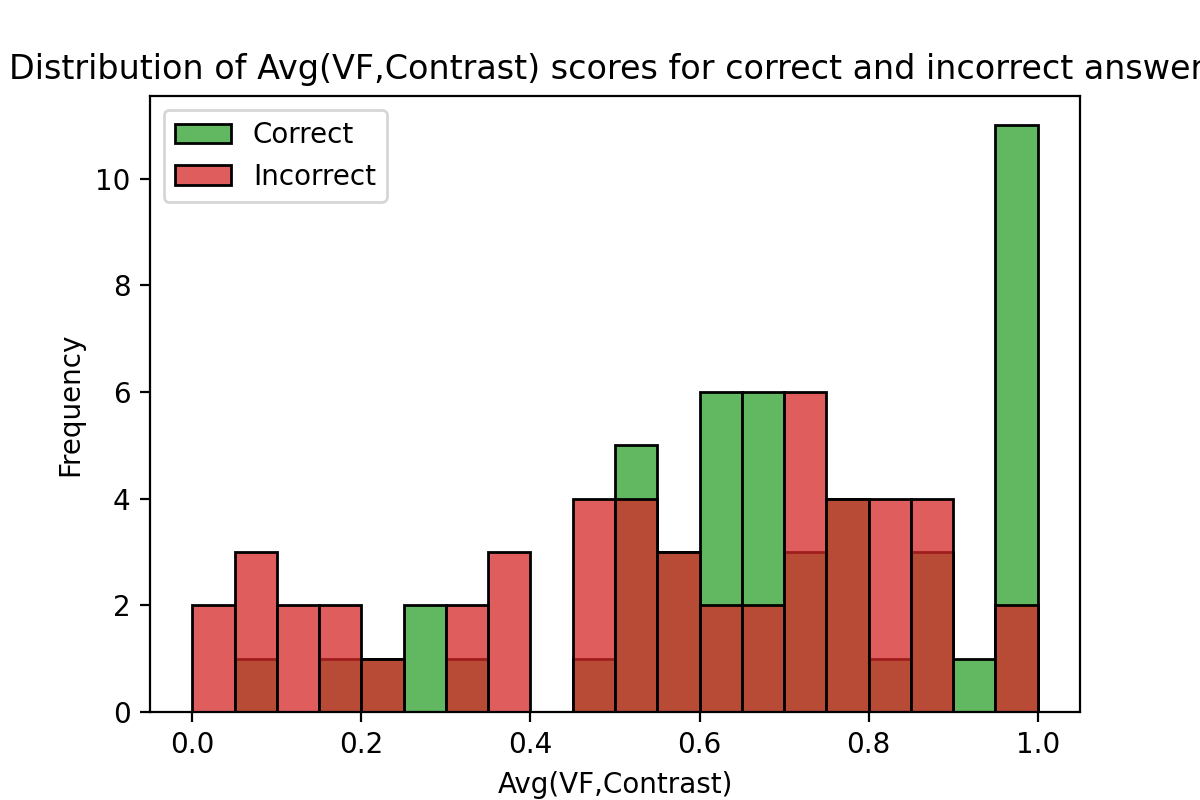 Distribution of Avg(VF,Contrast) scores for correct and incorrect answer
Correct
Incorrect
10
8
6
4
2
0
Frequency
0.0 0.2 0.4 0.6 0.8 1.0
Avg(VF,Contrast)